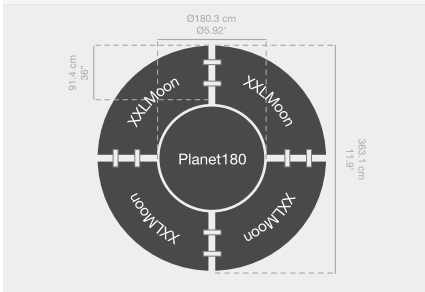 Ø180.3 cm
Ø5.92'
91.4 cm
36"
XXLMoon
XXLMoon
363.1 cm
11.9'
Planet180
XXLMoon
XXLMoon